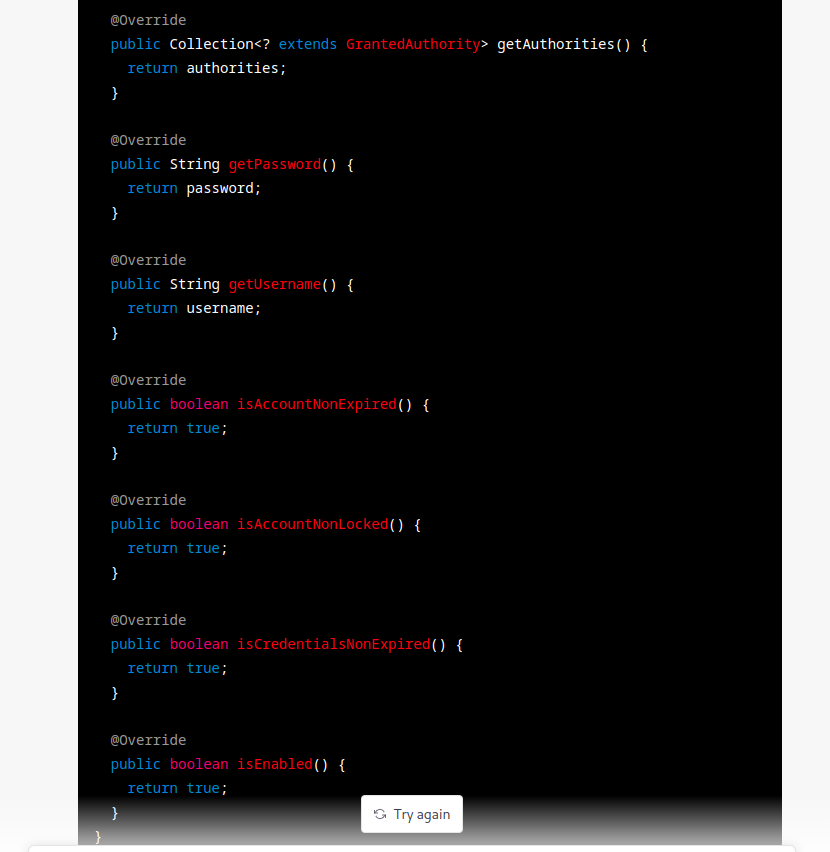 @Override
public Collection<? extends GrantedAuthority> getAuthorities() {
return authorities;
}
@Override
public String getPassword() {
return password;
}
@Override
public String getUsername() {
return username;
}
@Override
public boolean isAccountNonExpired() {
return true;
}
@Override
public boolean isAccountNonLocked() {
return true;
}
@Override
public boolean isCredentialsNonExpired() {
return true;
}
@Override
public boolean isEnabled() {
return true;
}
Try again
}